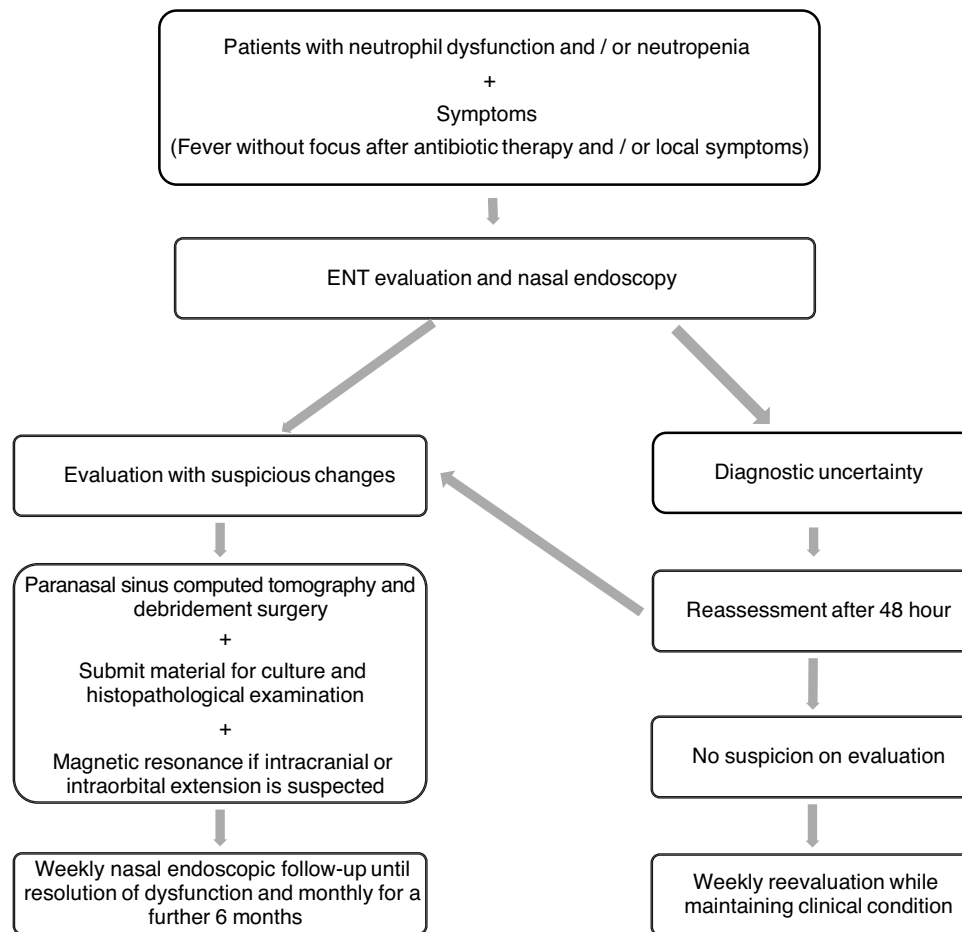 Patients with neutrophil dysfunction and / or neutropenia
+
Symptoms
(Fever without focus after antibiotic therapy and / or local symptoms)
ENT evaluation and nasal endoscopy
Evaluation with suspicious changes
Diagnostic uncertainty
Paranasal sinus computed tomography and
debridement surgery
+
Submit material for culture and
histopathological examination
+
Magnetic resonance if intracranial or
intraorbital extension is suspected
Reassessment after 48 hour
No suspicion on evaluation
Weekly nasal endoscopic follow-up until
resolution of dysfunction and monthly for a
further 6 months
Weekly reevaluation while
maintaining clinical condition